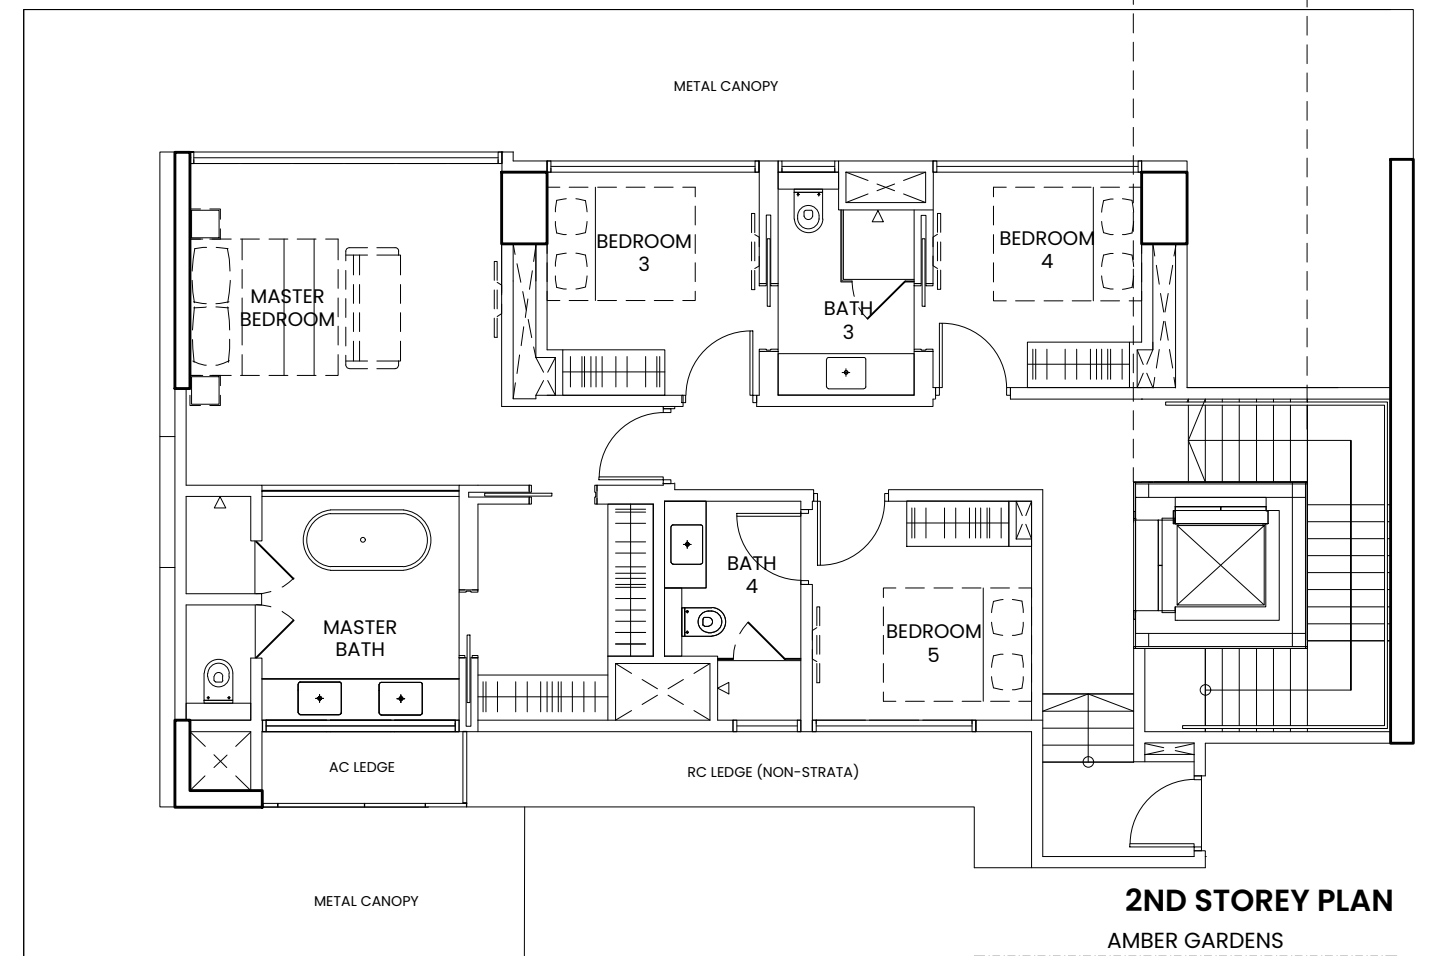 METAL CANOPY
MASTER
BEDROOM
BEDROOM
3
BATH
3
BEDROOM
4
MASTER
BATH
BATH
4
BEDROOM
5
AC LEDGE
RC LEDGE (NON-STRATA)
METAL CANOPY
2ND STOREY PLAN
AMBER GARDENS